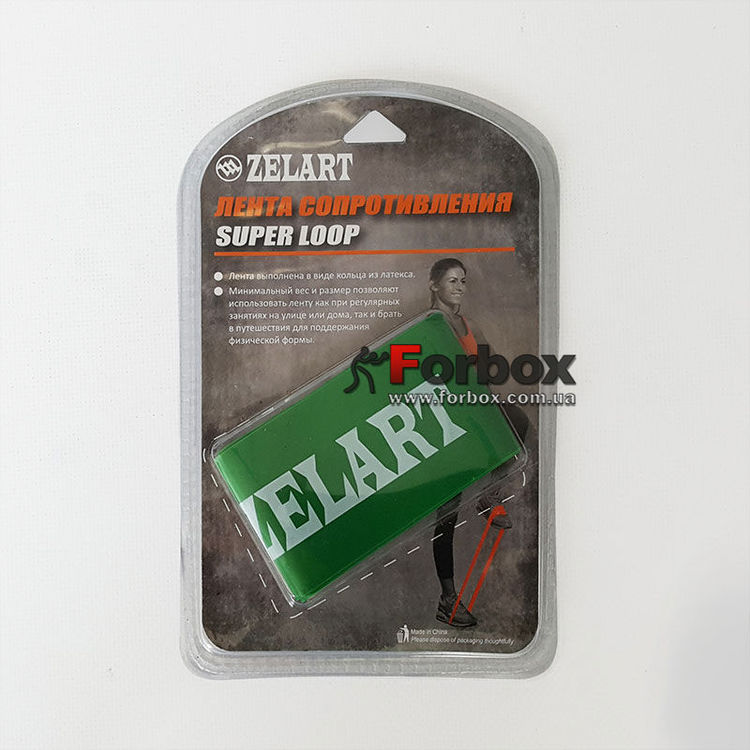 ZELART
ЛЕНТА СОПРОТИВЛЕНИЯ
SUPER LOOP
Лента выполнена в виде кольца из латекса.
Минимальный вес и размер позволяют
использовать ленту как при регулярных
занятиях на улице или дома, так и брать
в путешествия для поддержания
физической формы.
Forbox
www.forbox.com.ua
ZELART
Made in China
Please dispose of packaging thoughtfully